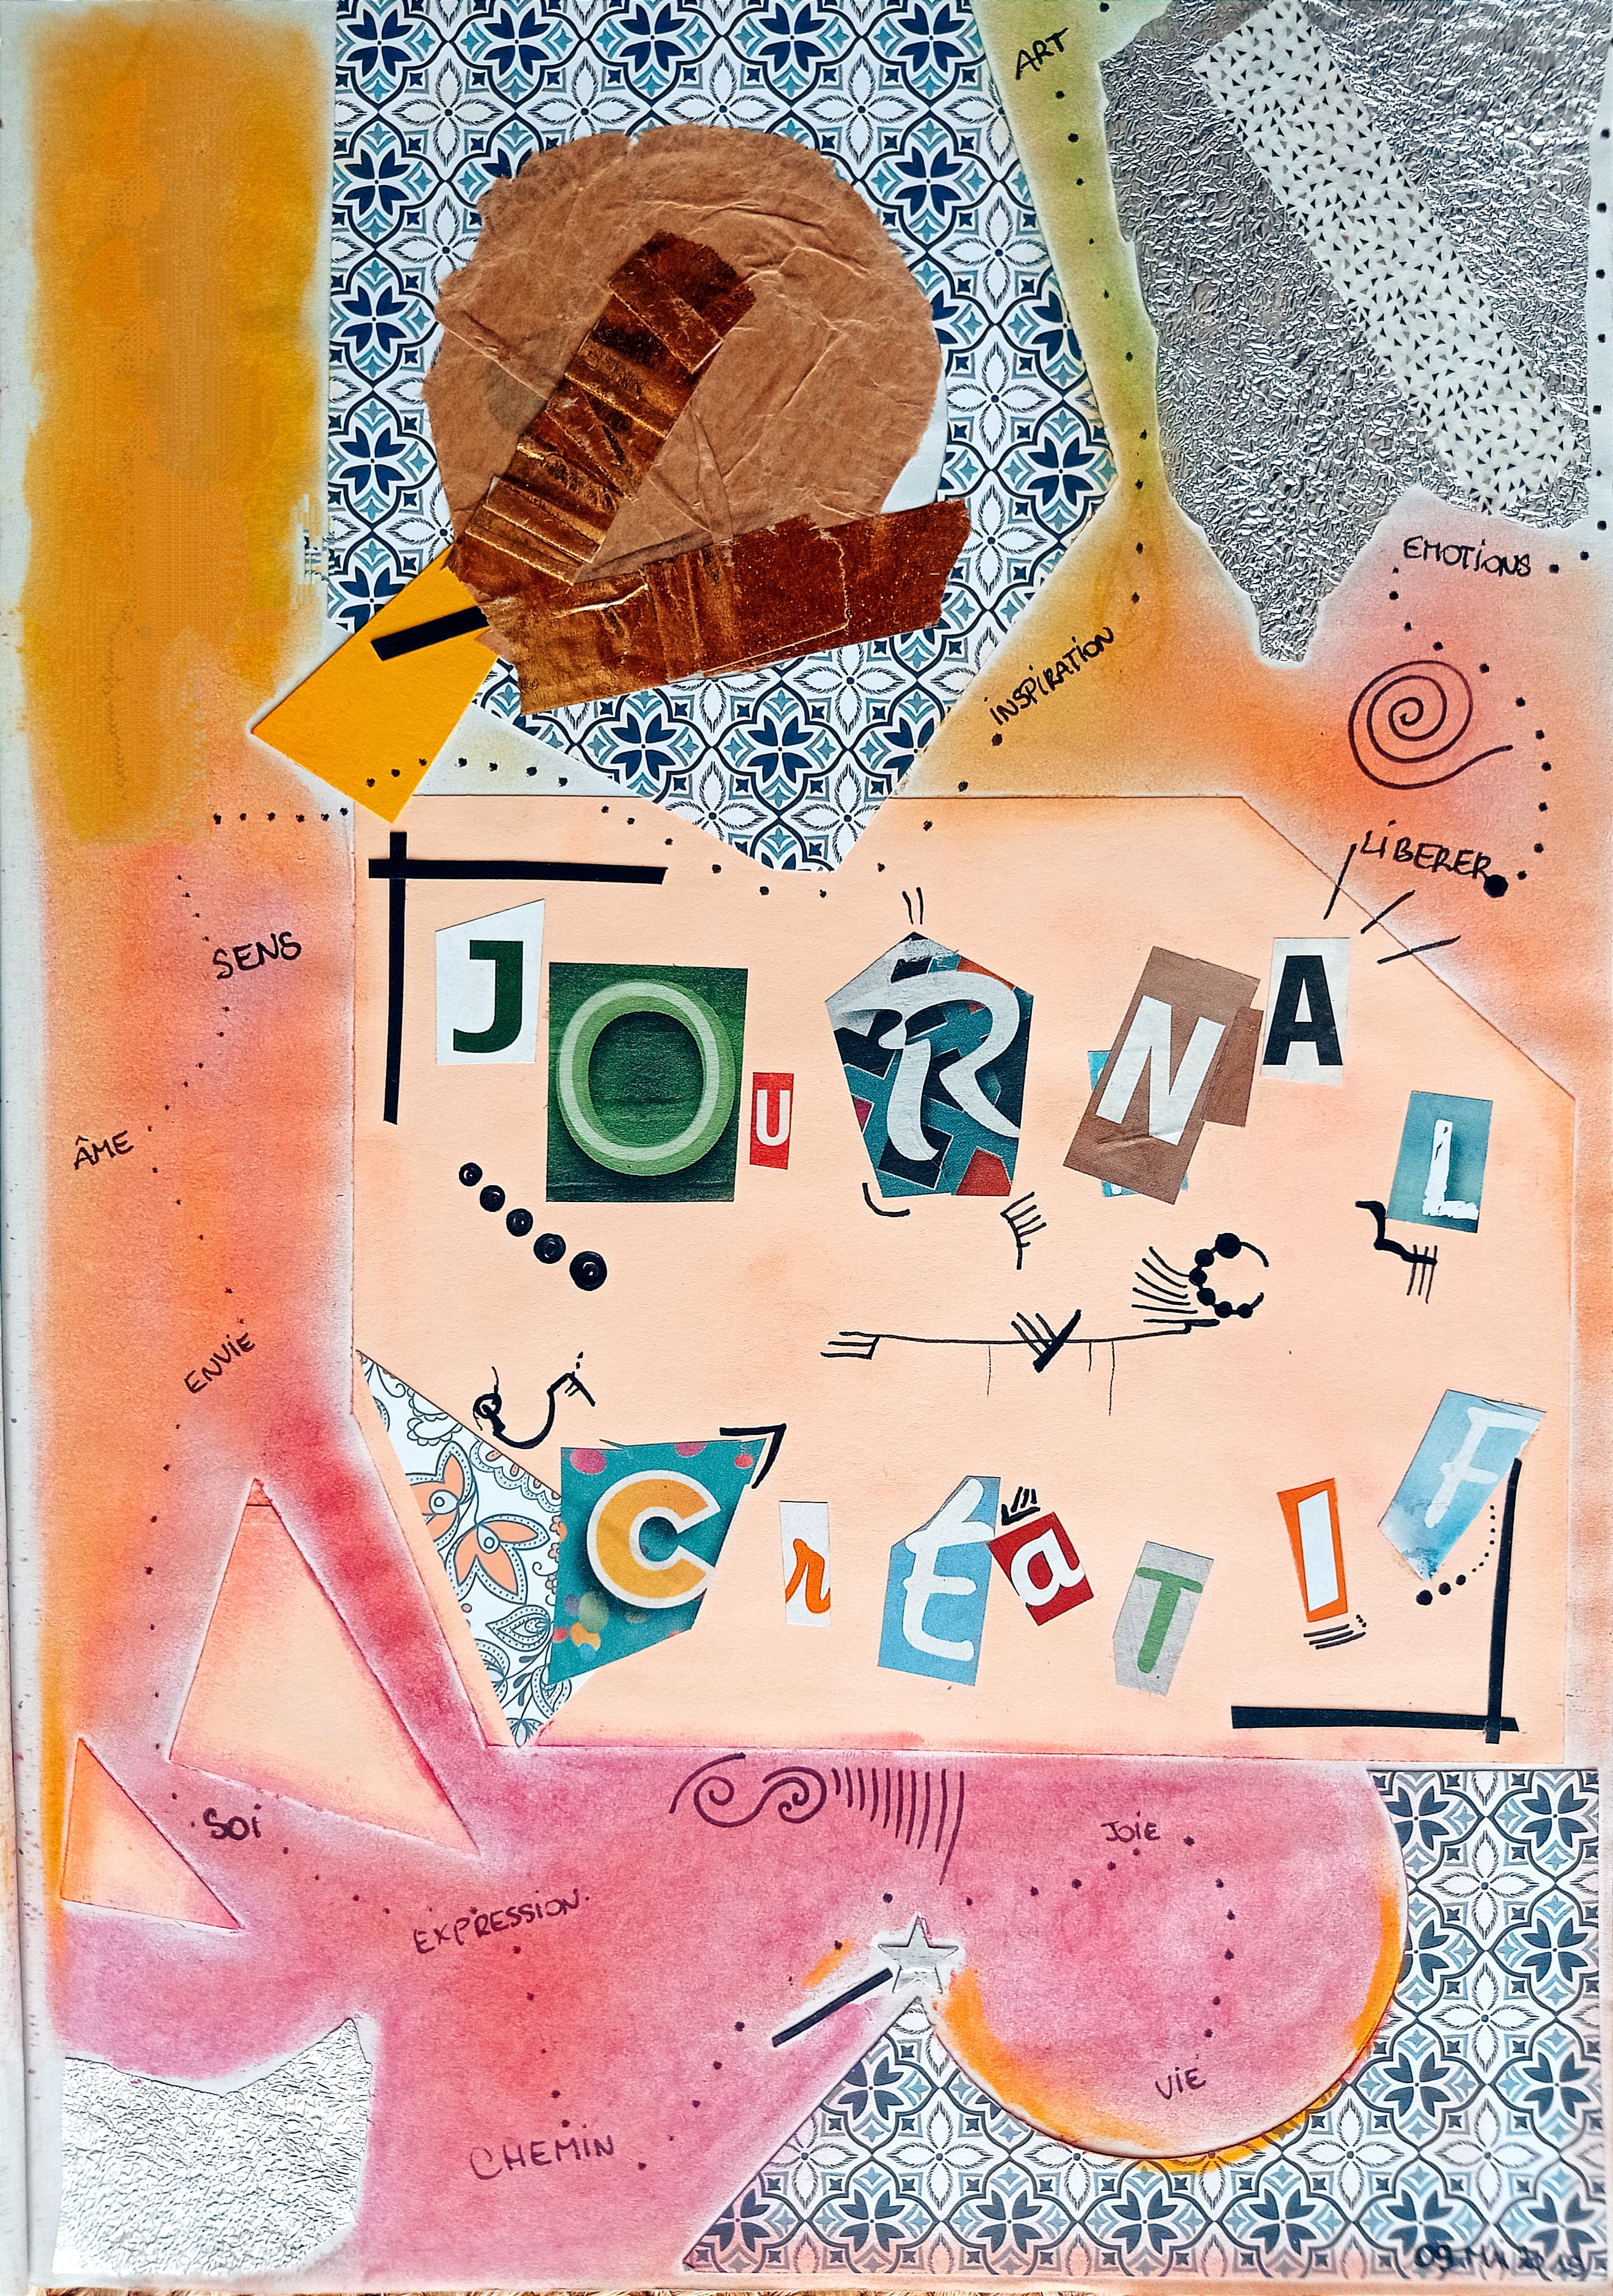 ART
EMOTIONS
INSPIRATION
LIBERER
SENS
JOURNAL
ÂME
ENVIE
CrÉaTIF
SOI
JOIE
EXPRESSION
VIE
CHEMIN